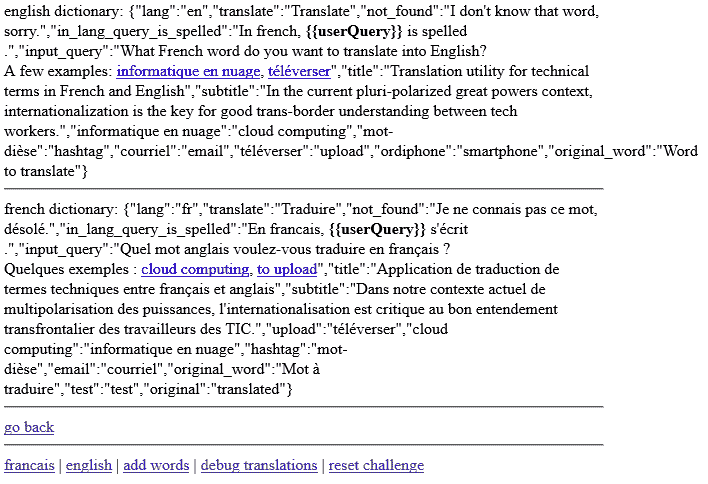 english dictionary: {"lang":"en","translate":"Translate","not_found":"I don't know that word,
sorry.","in_lang_query_is_spelled":"In french, {{userQuery}} is spelled
.","input_query":"What French word do you want to translate into English?
A few examples: informatique en nuage, téléverser","title":"Translation utility for technical
terms in French and English","subtitle":"In the current pluri-polarized great powers context,
internationalization is the key for good trans-border understanding between tech
workers.","informatique en nuage":"cloud computing","mot-
dièse":"hashtag","courriel":"email","téléverser":"upload","ordiphone":"smartphone","original_word":"Word
to translate"}
french dictionary: {"lang":"fr","translate":"Traduire","not_found":"Je ne connais pas ce mot,
désolé.","in_lang_query_is_spelled":"En francais, {{userQuery}} s'écrit
.","input_query":"Quel mot anglais voulez-vous traduire en français ?
Quelques exemples : cloud computing, to upload","title":"Application de traduction de
termes techniques entre français et anglais","subtitle":"Dans notre contexte actuel de
multipolarisation des puissances, l'internationalisation est critique au bon entendement
transfrontalier des travailleurs des TIC.","upload":"téléverser","cloud
computing":"informatique en nuage","hashtag":"mot-
dièse","email":"courriel","original_word":"Mot à
traduire","test":"test","original":"translated"}
go back
francais | english | add words | debug translations | reset challenge